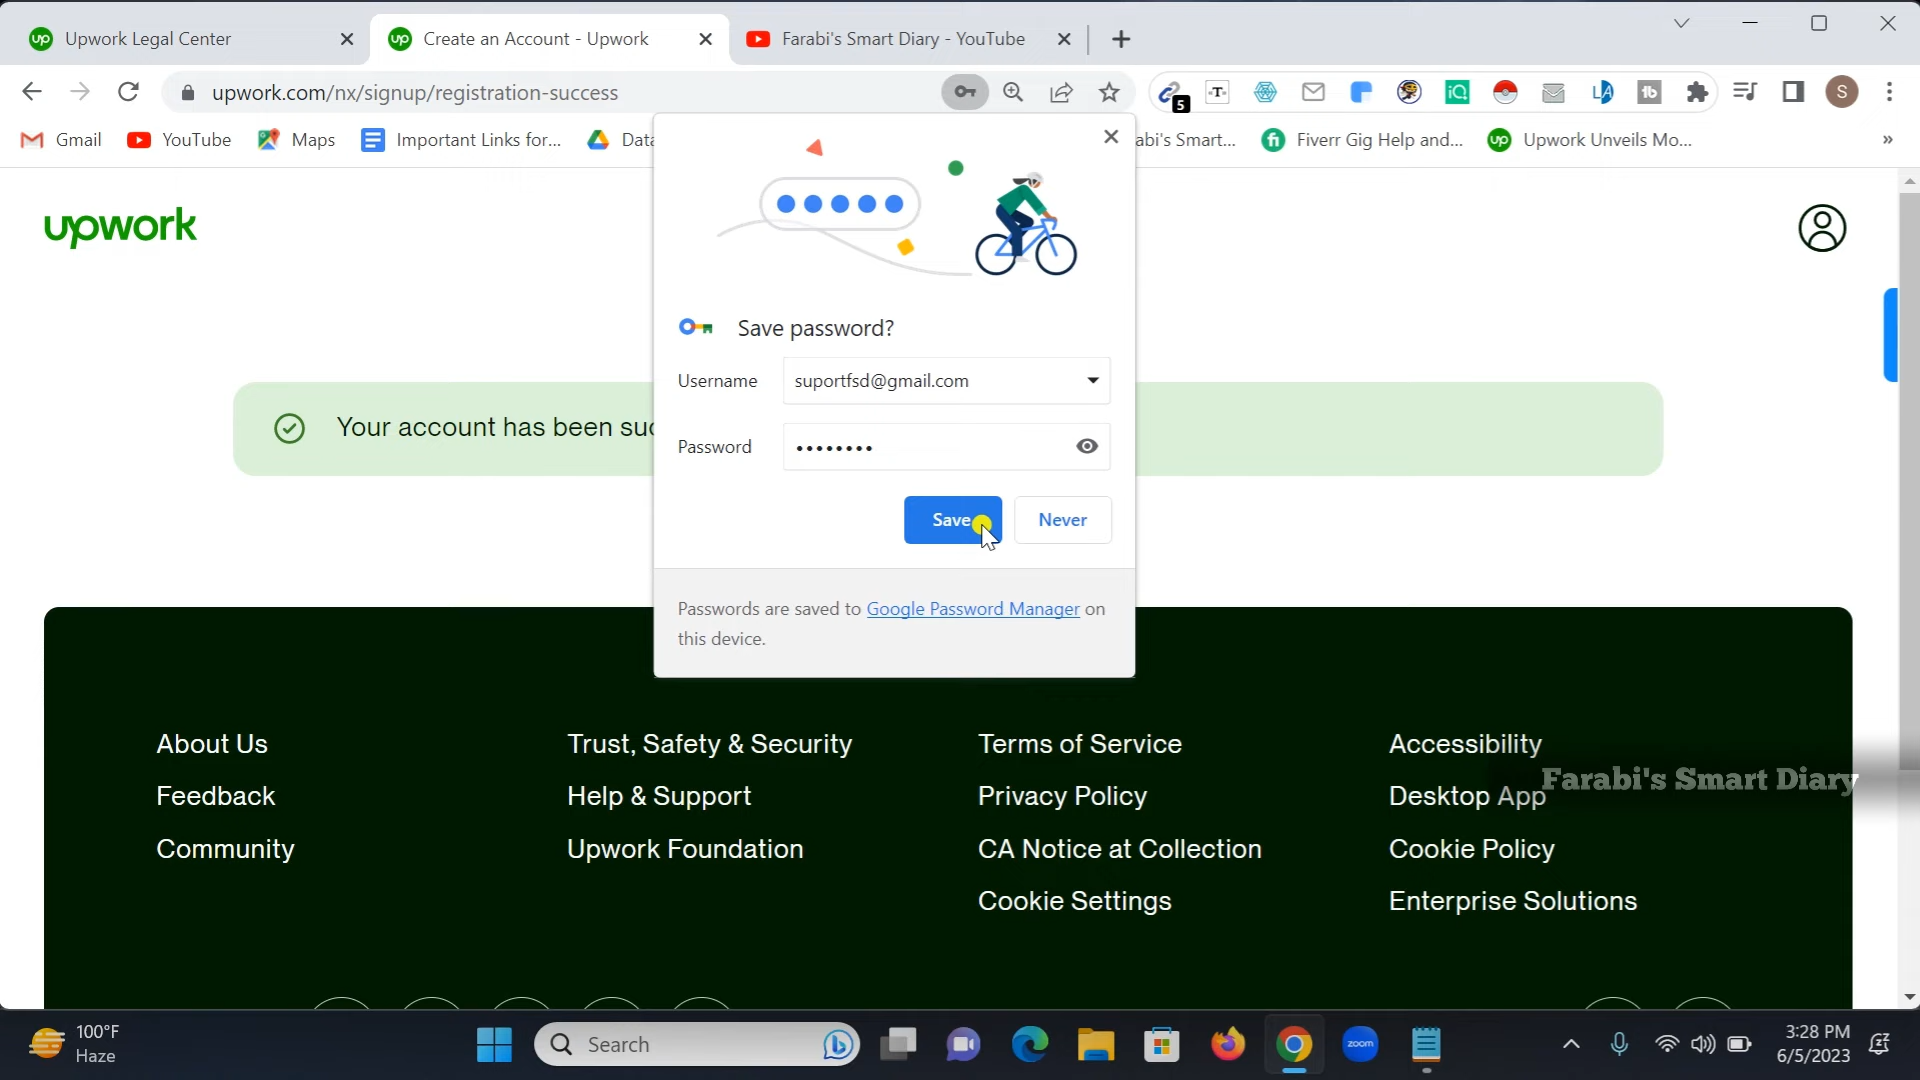 Upwork Legal Center
Create an Account - Upwork
Farabi's Smart Diary - YouTube
upwork.com/nx/signup/registration-success
5
S
Gmail
YouTube
Maps
Important Links for...
Data
abi's Smart...
Fiverr Gig Help and...
Upwork Unveils Mo...
upwork
Save password?
Username
suportfsd@gmail.com
Your account has been suc
Password
••••••••
Save
Never
Passwords are saved to Google Password Manager on
this device.
About Us
Trust, Safety & Security
Terms of Service
Accessibility
Farabi's Smart Diary
Feedback
Help & Support
Privacy Policy
Desktop App
Community
Upwork Foundation
CA Notice at Collection
Cookie Policy
Cookie Settings
Enterprise Solutions
100°F
Haze
Search
zoom
3:28 PM
6/5/2023